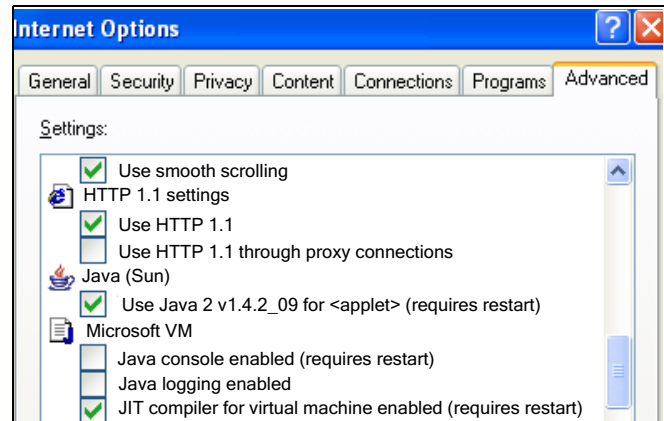 Internet Options
General Security Privacy Content Connections Programs Advanced
Settings:
Use smooth scrolling
HTTP 1.1 settings
Use HTTP 1.1
Use HTTP 1.1 through proxy connections
Java (Sun)
Use Java 2 v1.4.2_09 for <applet> (requires restart)
Microsoft VM
Java console enabled (requires restart)
Java logging enabled
JIT compiler for virtual machine enabled (requires restart)